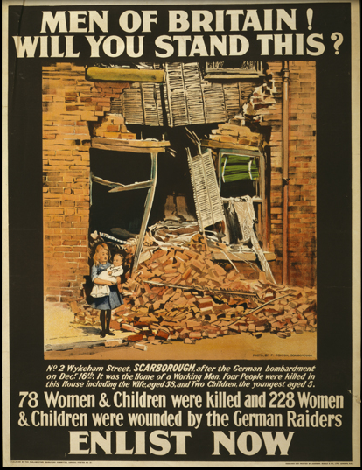 MEN OF BRITAIN!
WILL YOU STAND THIS?
No 2 Wykeham Street, SCARBOROUGH, after the German bombardment
on Decr 16th. It was the Home of a Working Man. Four People were killed in
this House including the Wife, aged 58, and Two Children, the youngest aged 5.
78 Women & Children were killed and 228 Women
& Children were wounded by the German Raiders
ENLIST NOW